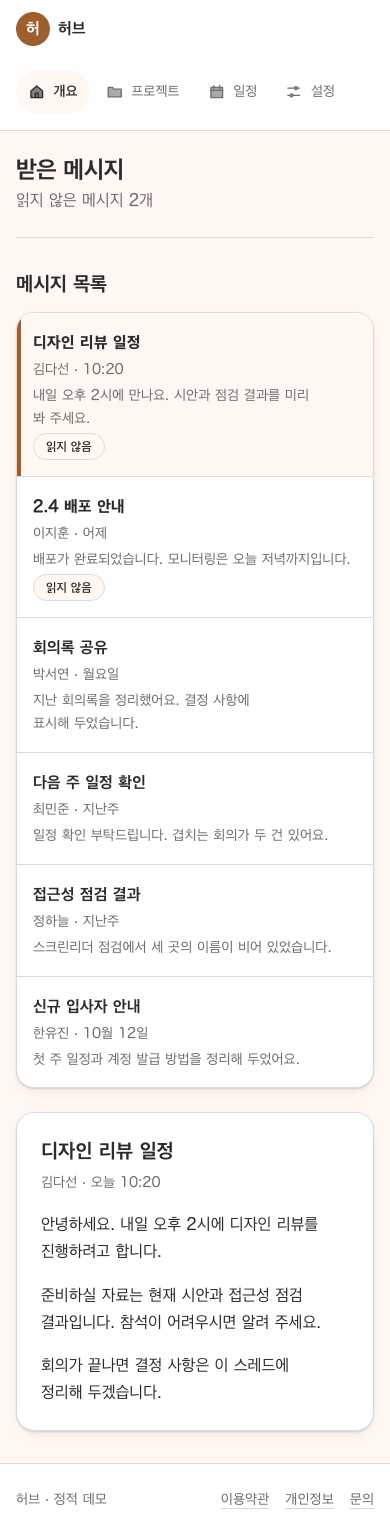 허 허브
개요 프로젝트 일정 설정
받은 메시지
읽지 않은 메시지 2개
메시지 목록
디자인 리뷰 일정
김다선 · 10:20
내일 오후 2시에 만나요. 시안과 점검 결과를 미리
봐 주세요.
읽지 않음
2.4 배포 안내
이지훈 · 어제
배포가 완료되었습니다. 모니터링은 오늘 저녁까지입니다.
읽지 않음
회의록 공유
박서연 · 월요일
지난 회의록을 정리했어요. 결정 사항에
표시해 두었습니다.
다음 주 일정 확인
최민준 · 지난주
일정 확인 부탁드립니다. 겹치는 회의가 두 건 있어요.
접근성 점검 결과
정하늘 · 지난주
스크린리더 점검에서 세 곳의 이름이 비어 있었습니다.
신규 입사자 안내
한유진 · 10월 12일
첫 주 일정과 계정 발급 방법을 정리해 두었어요.
디자인 리뷰 일정
김다선 · 오늘 10:20
안녕하세요. 내일 오후 2시에 디자인 리뷰를
진행하려고 합니다.
준비하실 자료는 현재 시안과 접근성 점검
결과입니다. 참석이 어려우시면 알려 주세요.
회의가 끝나면 결정 사항은 이 스레드에
정리해 두겠습니다.
허브 · 정적 데모 이용약관 개인정보 문의